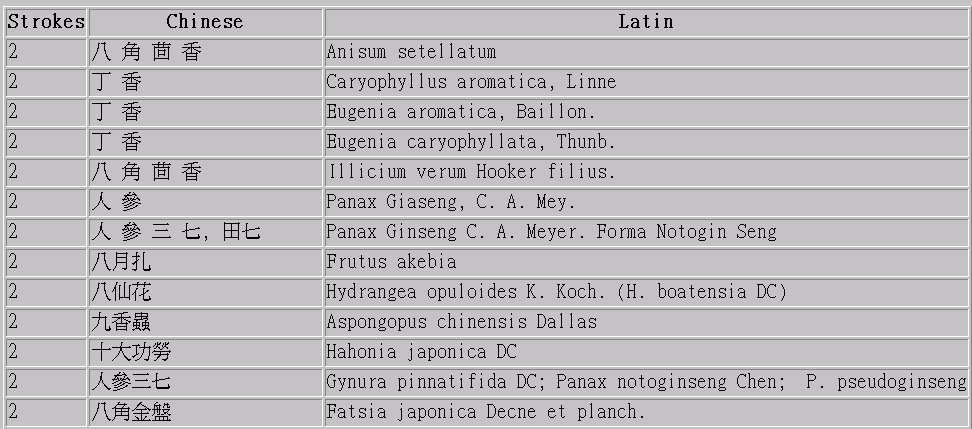 Strokes Chinese Latin
2 八 角 茴 香 Anisum setellatum
2 丁 香 Caryophyllus aromatica, Linne
2 丁 香 Eugenia aromatica, Baillon.
2 丁 香 Eugenia caryophyllata, Thunb.
2 八 角 茴 香 Illicium verum Hooker filius.
2 人 參 Panax Giaseng, C. A. Mey.
2 人 參 三 七, 田七 Panax Ginseng C. A. Meyer. Forma Notogin Seng
2 八月扎 Frutus akebia
2 八仙花 Hydrangea opuloides K. Koch. (H. boatensia DC)
2 九香蟲 Aspongopus chinensis Dallas
2 十大功勞 Hahonia japonica DC
2 人參三七 Gynura pinnatifida DC; Panax notoginseng Chen; P. pseudoginseng
2 八角金盤 Fatsia japonica Decne et planch.